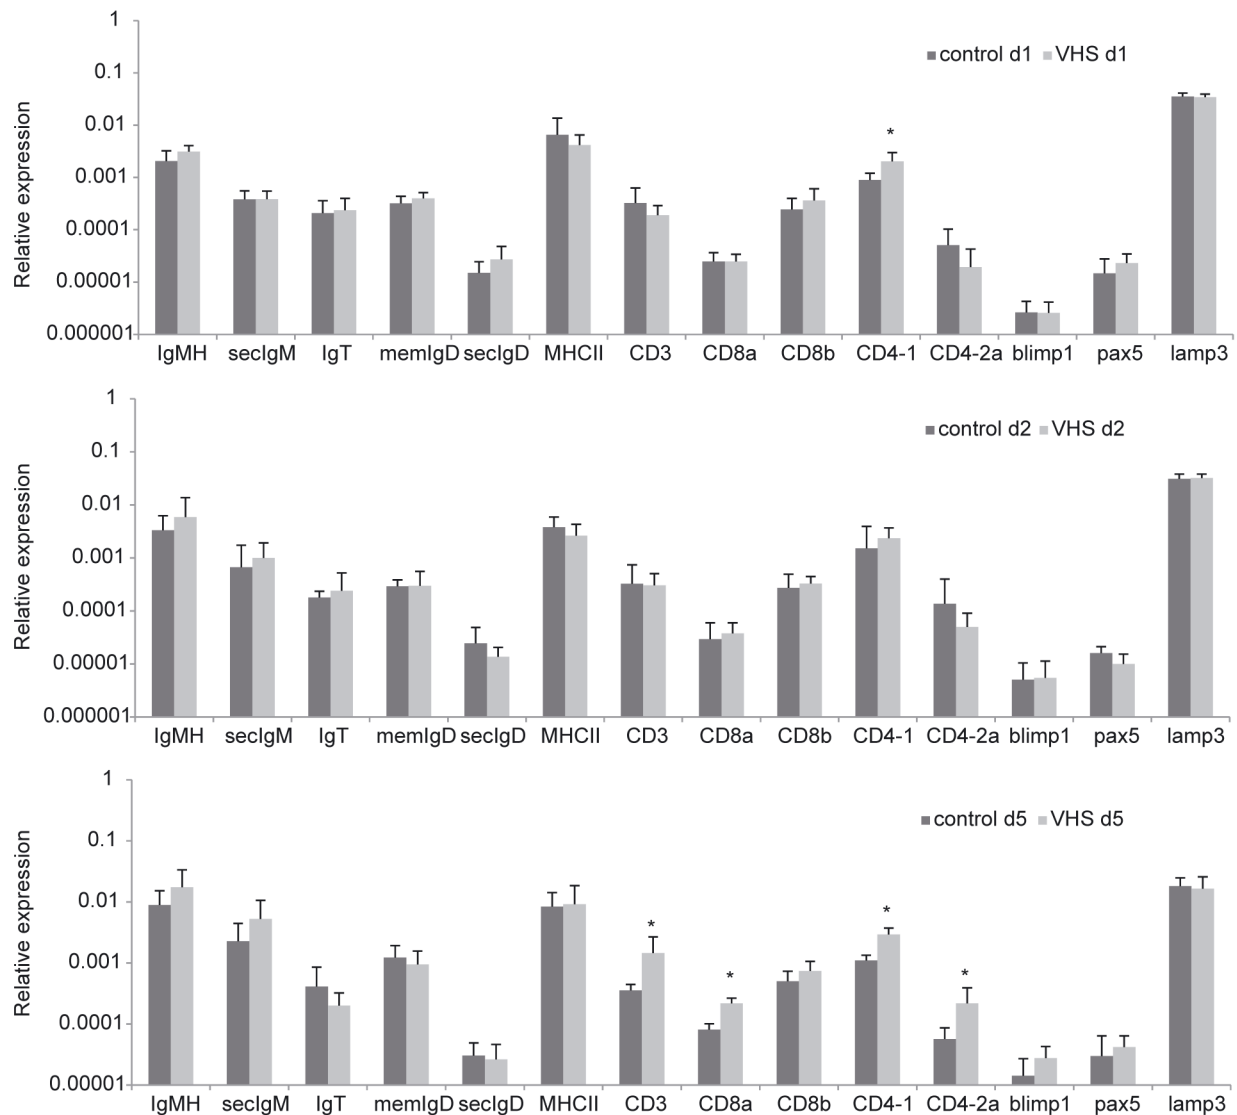 1
control d1 VHS d1
0.1
0.01
*
0.001
0.0001
0.00001
0.000001
Relative expression
IgMH secIgM IgT memIgD secIgD MHCII CD3 CD8a CD8b CD4-1 CD4-2a blimp1 pax5 lamp3
1
control d2 VHS d2
0.1
0.01
0.001
0.0001
0.00001
0.000001
Relative expression
IgMH secIgM IgT memIgD secIgD MHCII CD3 CD8a CD8b CD4-1 CD4-2a blimp1 pax5 lamp3
1
control d5 VHS d5
0.1
0.01
* *
0.001
* *
0.0001
0.00001
Relative expression
IgMH secIgM IgT memIgD secIgD MHCII CD3 CD8a CD8b CD4-1 CD4-2a blimp1 pax5 lamp3